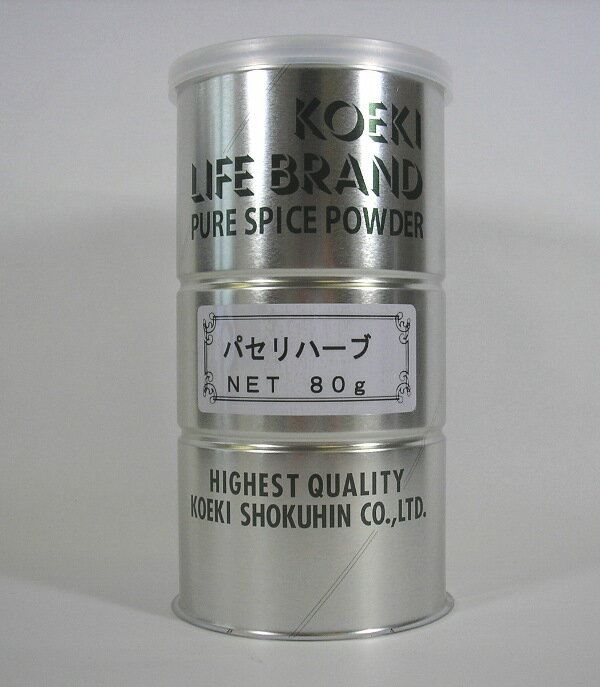 KOEKI
LIFE BRAND
PURE SPICE POWDER
パセリハーブ
NET 80g
HIGHEST QUALITY
KOEKI SHOKUHIN CO.,LTD.